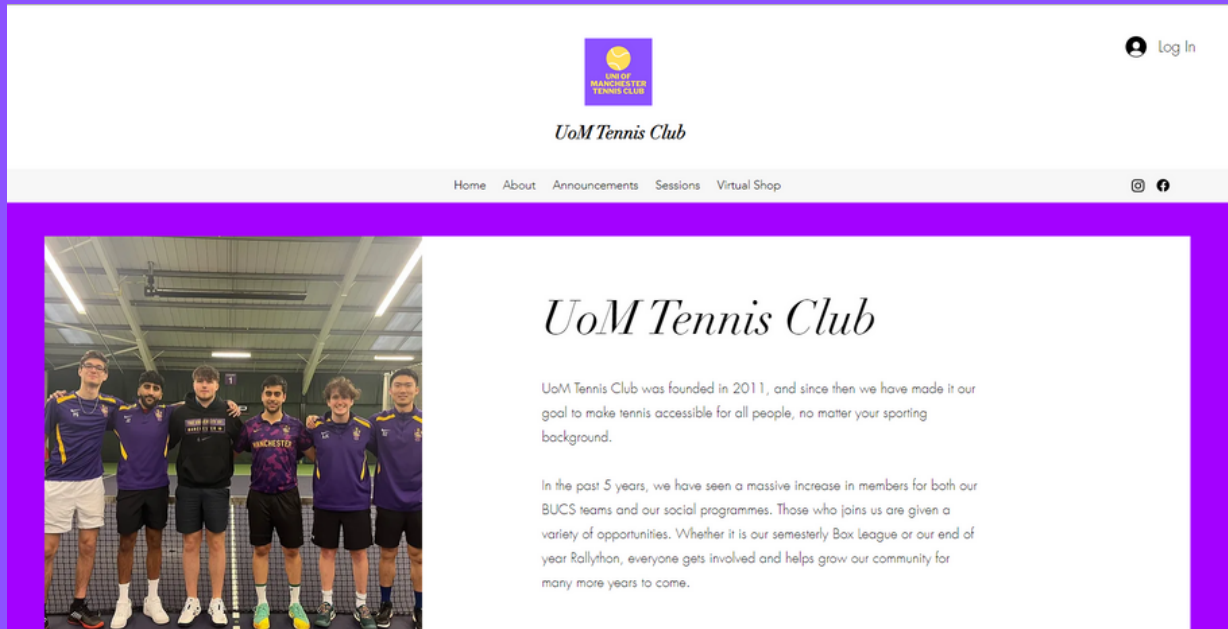 UNI OF
MANCHESTER
TENNIS CLUB
Log In
UoM Tennis Club
Home About Announcements Sessions Virtual Shop
UoM Tennis Club
UoM Tennis Club was founded in 2011, and since then we have made it our
goal to make tennis accessible for all people, no matter your sporting
background.
In the past 5 years, we have seen a massive increase in members for both our
BUCS teams and our social programmes. Those who joins us are given a
variety of opportunities. Whether it is our semesterly Box League or our end of
year Rallython, everyone gets involved and helps grow our community for
many more years to come.
1
MANCHESTER